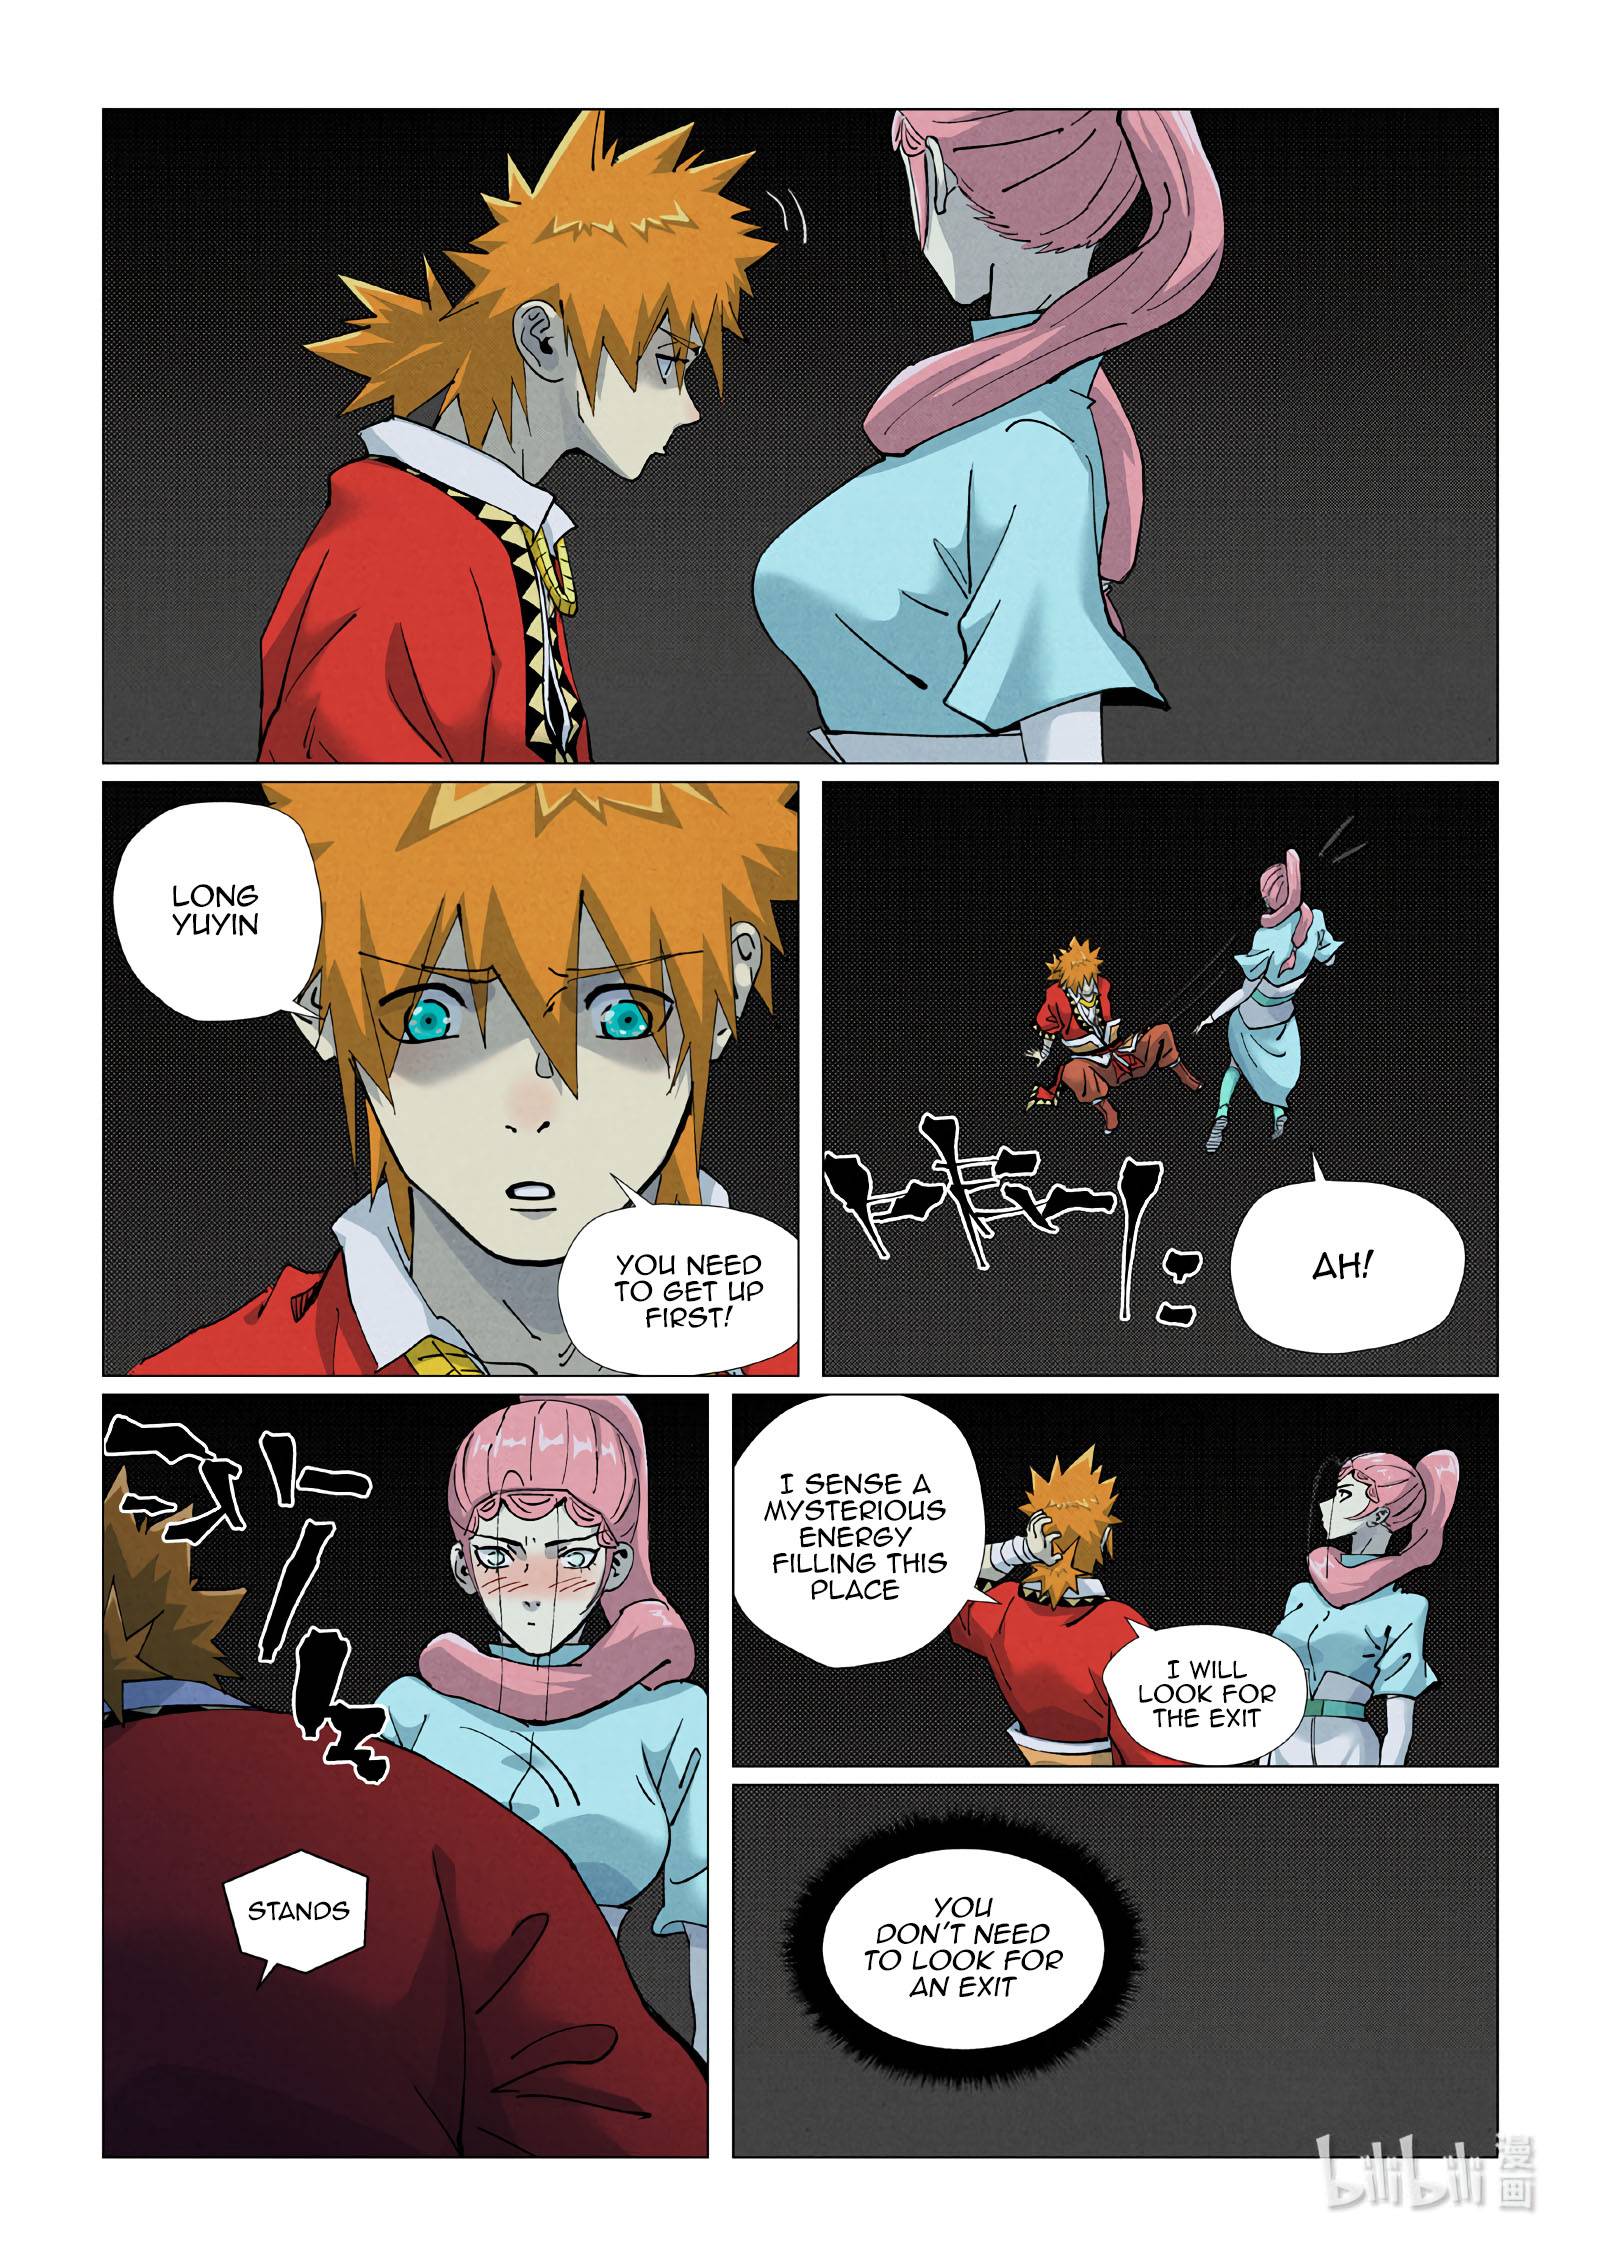 LONG
YUYIN
YOU NEED
TO GET UP
FIRST!
AH!
STANDS
I SENSE A
MYSTERIOUS
ENERGY
FILLING THIS
PLACE
I WILL
LOOK FOR
THE EXIT
YOU
DON'T NEED
TO LOOK FOR
AN EXIT
bilibili 漫画